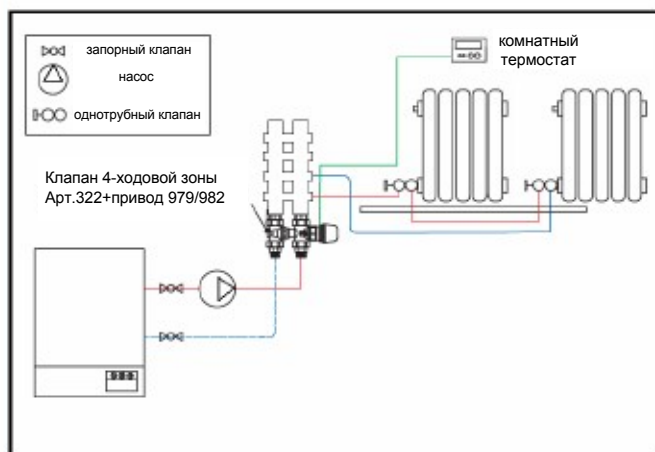 запорный клапан
насос
однотрубный клапан
комнатный
термостат
Клапан 4-ходовой зоны
Арт.322+привод 979/982